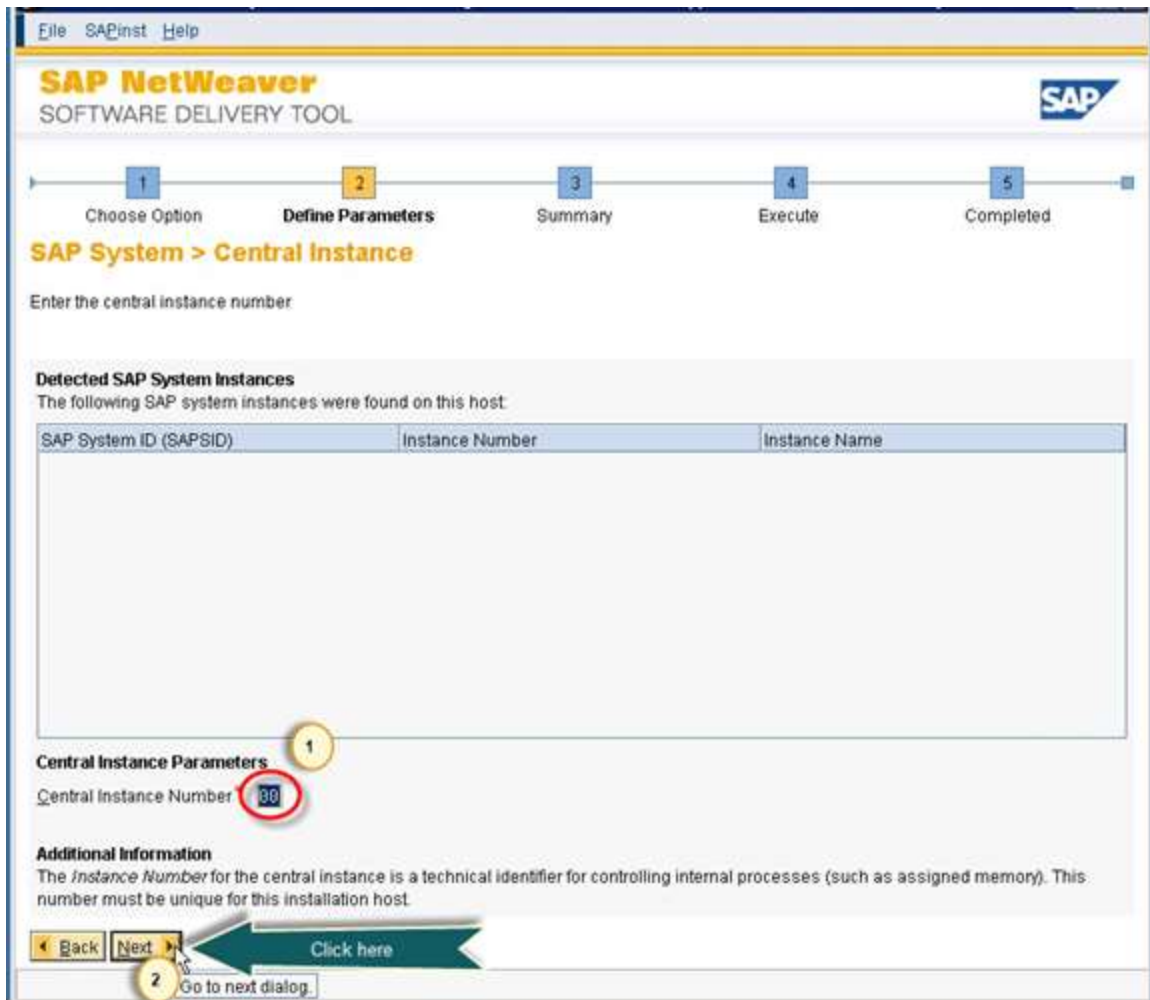 File SAPinst Help
SAP NetWeaver
SOFTWARE DELIVERY TOOL
SAP
1 2 3 4 5
Choose Option Define Parameters Summary Execute Completed
SAP System > Central Instance
Enter the central instance number
Detected SAP System Instances
The following SAP system instances were found on this host:
SAP System ID (SAPSID) Instance Number Instance Name
1
Central Instance Parameters
Central Instance Number * 00
Additional Information
The Instance Number for the central instance is a technical identifier for controlling internal processes (such as assigned memory). This
number must be unique for this installation host.
Back Next Click here
2 Go to next dialog.